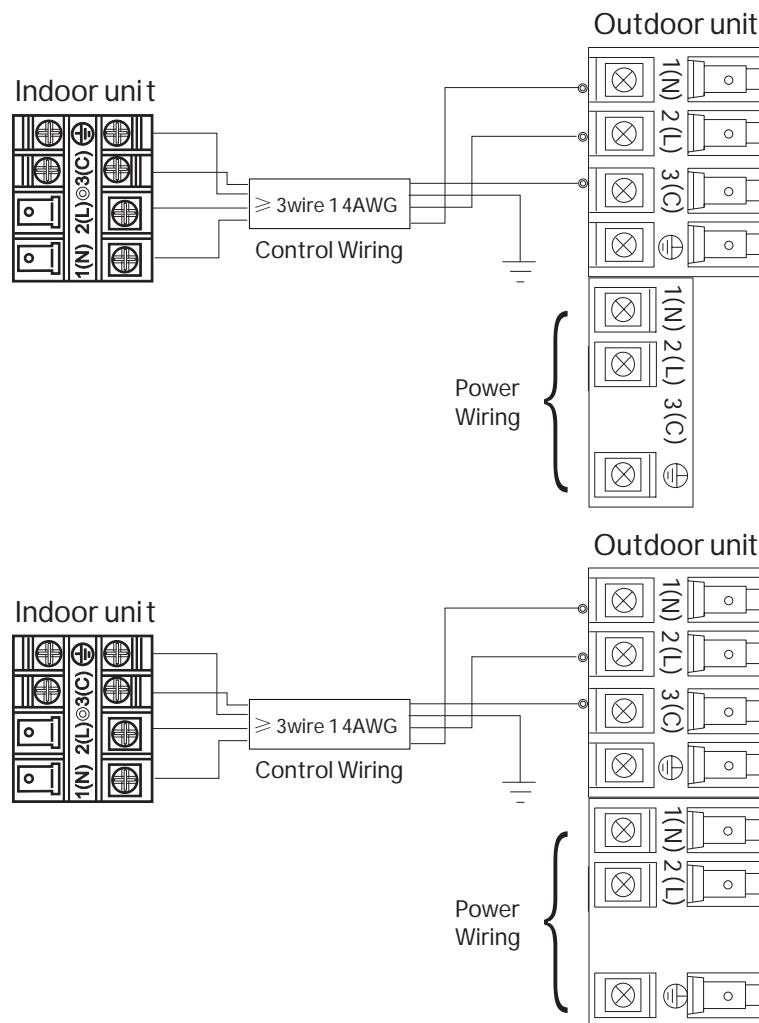 Outdoor unit
Indoor unit
1(N) 2(L) 3(C)
1(N) 2(L) 3(C)
≥ 3wire 14AWG
Control Wiring
1(N) 2(L) 3(C)
Power
Wiring
Outdoor unit
Indoor unit
1(N) 2(L) 3(C)
1(N) 2(L) 3(C)
≥ 3wire 14AWG
Control Wiring
1(N) 2(L)
Power
Wiring